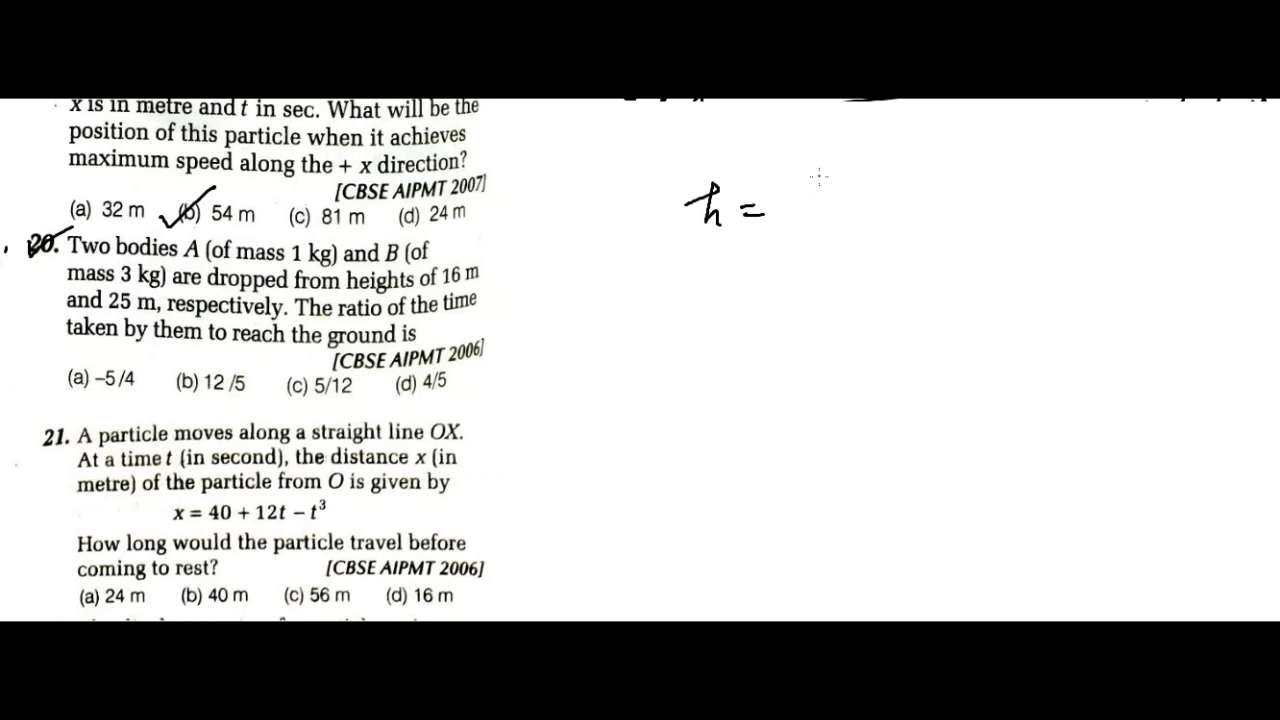 x is in metre and t in sec. What will be the
position of this particle when it achieves
maximum speed along the + x direction?
[CBSE AIPMT 2007]
(a) 32 m (b) 54 m (c) 81 m (d) 24 m
20. Two bodies A (of mass 1 kg) and B (of
mass 3 kg) are dropped from heights of 16 m
and 25 m, respectively. The ratio of the time
taken by them to reach the ground is
[CBSE AIPMT 2006]
(a) –5/4 (b) 12/5 (c) 5/12 (d) 4/5
21. A particle moves along a straight line OX.
At a time t (in second), the distance x (in
metre) of the particle from O is given by
x = 40 + 12t – t³
How long would the particle travel before
coming to rest? [CBSE AIPMT 2006]
(a) 24 m (b) 40 m (c) 56 m (d) 16 m
h =